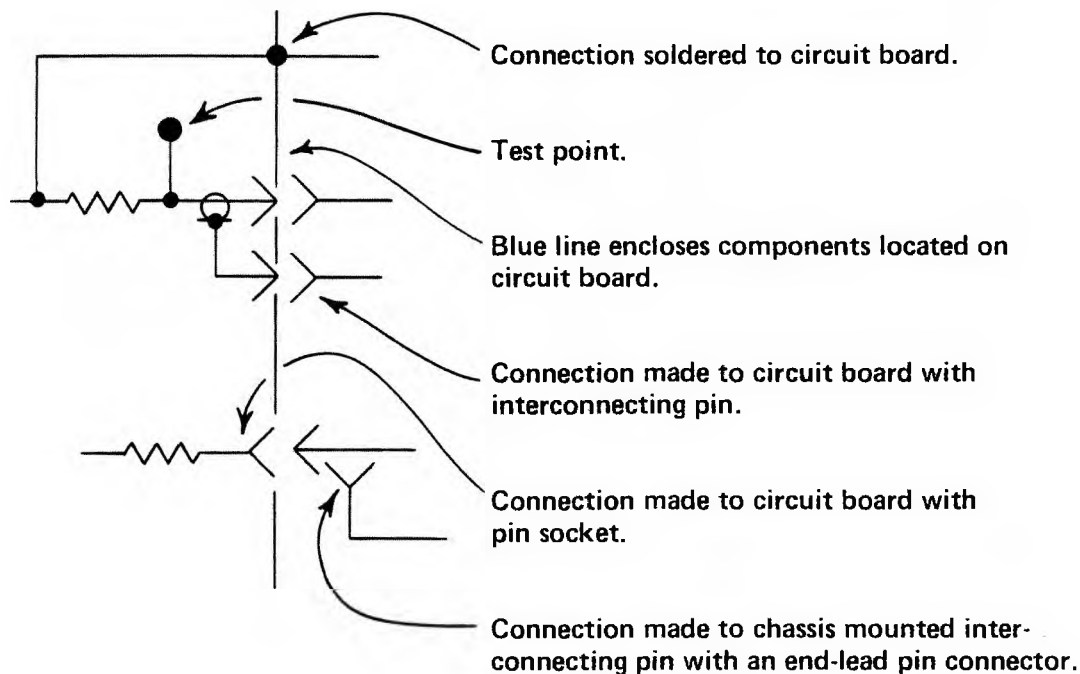 Connection soldered to circuit board.
Test point.
Blue line encloses components located on
circuit board.
Connection made to circuit board with
interconnecting pin.
Connection made to circuit board with
pin socket.
Connection made to chassis mounted inter-
connecting pin with an end-lead pin connector.